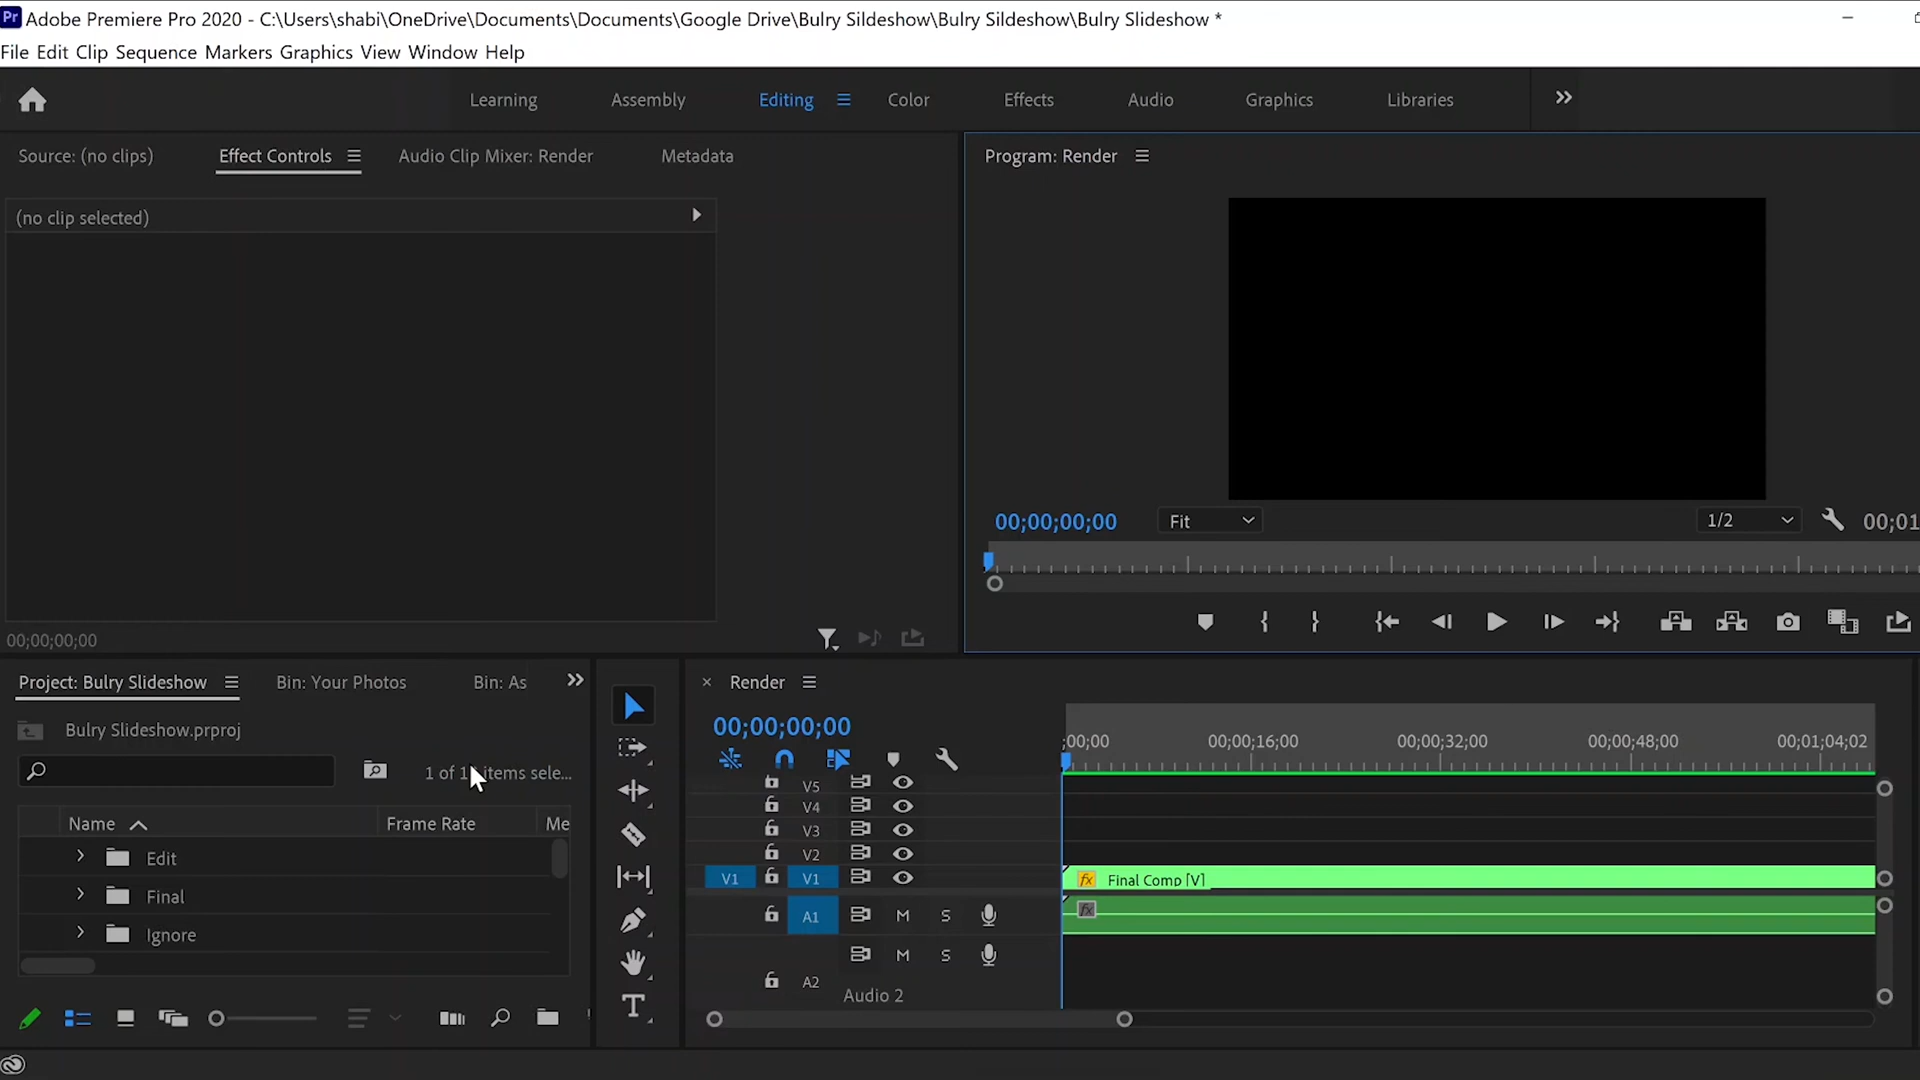 Pr Adobe Premiere Pro 2020 - C:\Users\shabi\OneDrive\Documents\Documents\Google Drive\Bulry Sildeshow\Bulry Sildeshow\Bulry Slideshow *
File Edit Clip Sequence Markers Graphics View Window Help
Learning Assembly Editing Color Effects Audio Graphics Libraries
Source: (no clips) Effect Controls Audio Clip Mixer: Render Metadata Program: Render
(no clip selected)
00;00;00;00 Fit 1/2 00;01
00;00;00;00
Project: Bulry Slideshow Bin: Your Photos Bin: As Render
Bulry Slideshow.prproj 00;00;00;00
;00;00 00;00;16;00 00;00;32;00 00;00;48;00 00;01;04;02
1 of items sele...
V5
V4
Name Frame Rate Me V3
V2
Edit
V1 V1 Final Comp [V] fx
Final
A1 M S fx
Ignore
M S
A2
Audio 2
T